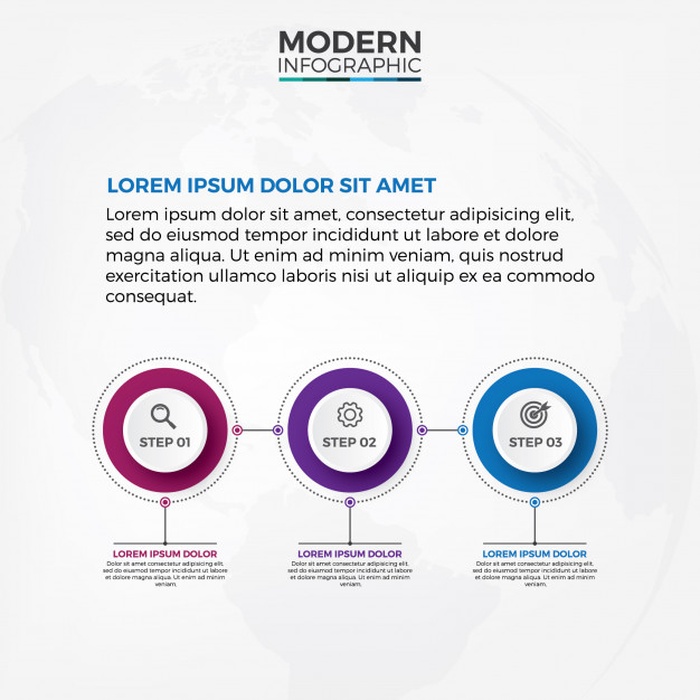 MODERN
INFOGRAPHIC
LOREM IPSUM DOLOR SIT AMET
Lorem ipsum dolor sit amet, consectetur adipisicing elit,
sed do eiusmod tempor incididunt ut labore et dolore
magna aliqua. Ut enim ad minim veniam, quis nostrud
exercitation ullamco laboris nisi ut aliquip ex ea commodo
consequat.
STEP 01
STEP 02
STEP 03
LOREM IPSUM DOLOR
Dolor sit amet, consectetur adipisicing elit,
sed do eiusmod tempor incididunt ut labore
et dolore magna aliqua. Ut enim ad minim
veniam,
LOREM IPSUM DOLOR
Dolor sit amet, consectetur adipisicing elit,
sed do eiusmod tempor incididunt ut labore
et dolore magna aliqua. Ut enim ad minim
veniam,
LOREM IPSUM DOLOR
Dolor sit amet, consectetur adipisicing elit,
sed do eiusmod tempor incididunt ut labore
et dolore magna aliqua. Ut enim ad minim
veniam,